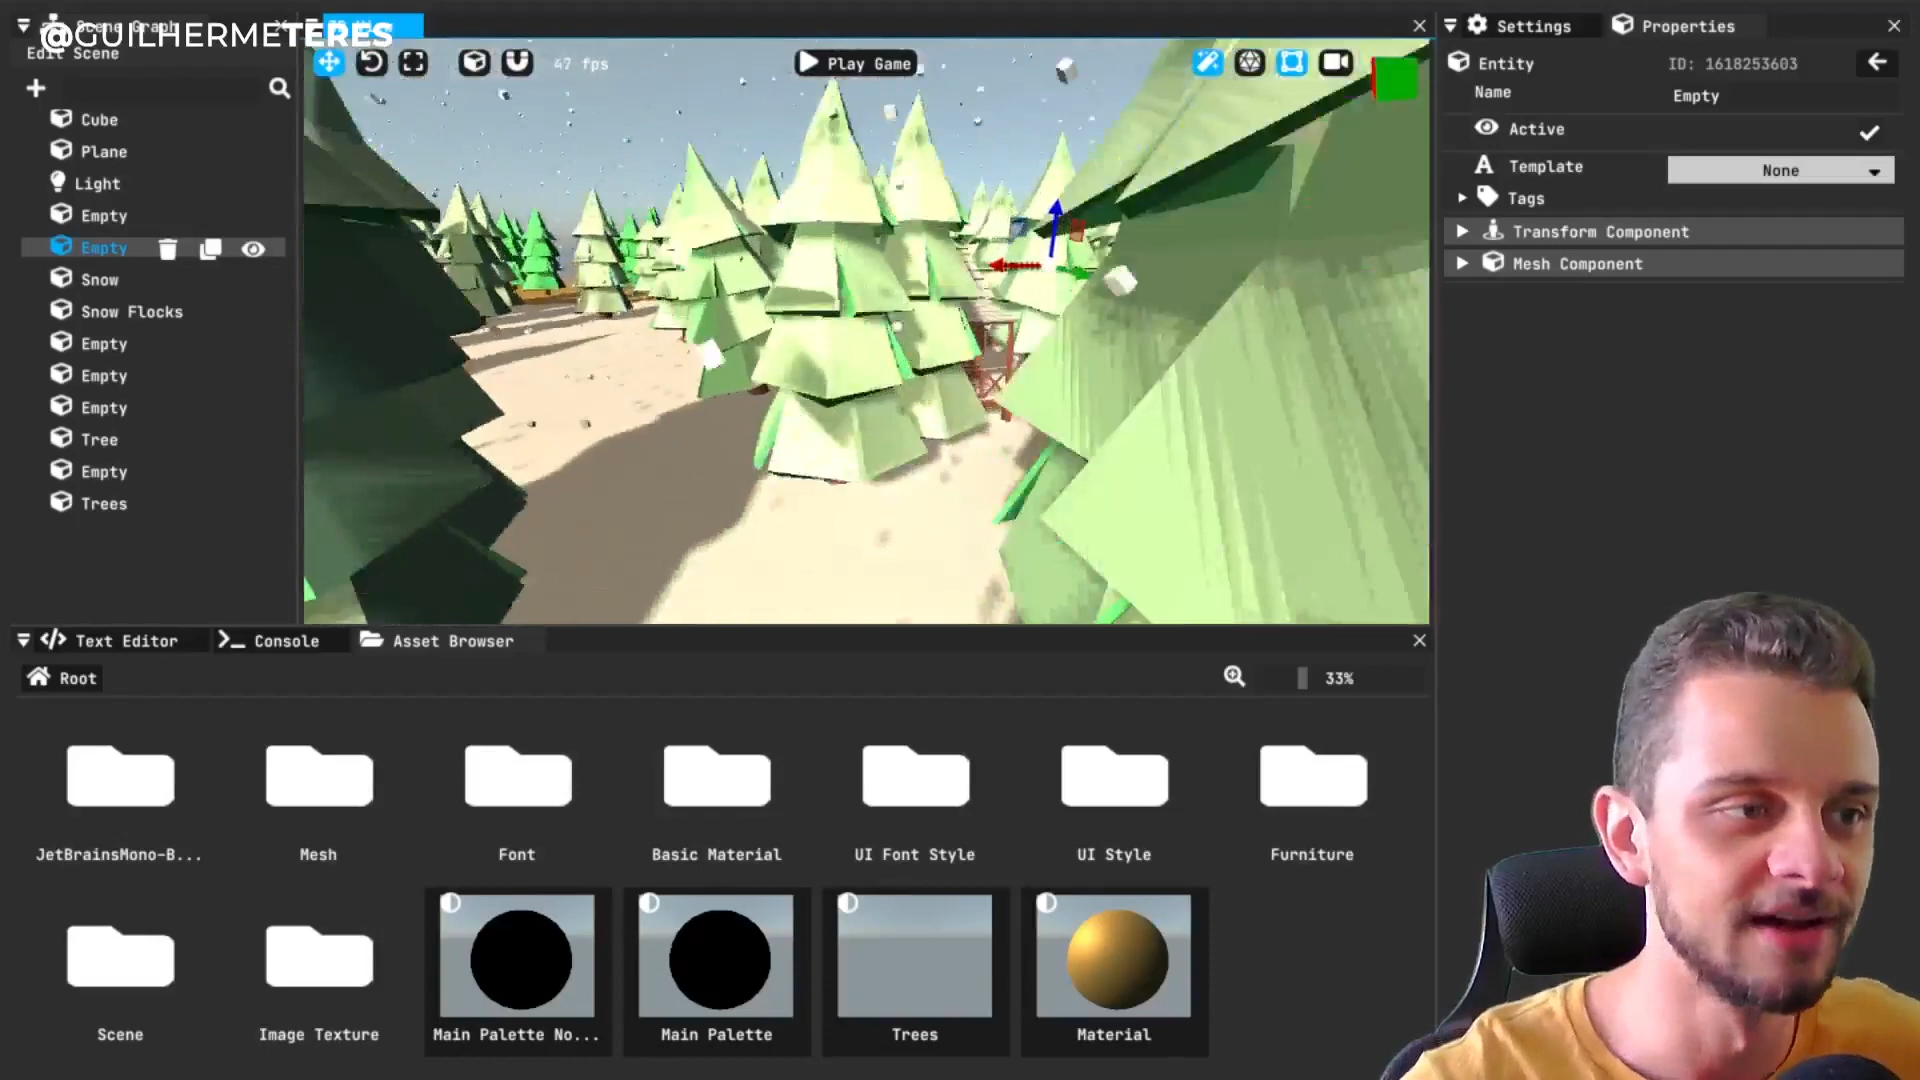 @GUILHERMETERES
Scene Graph
Edit Scene
Cube
Plane
Light
Empty
Empty
Snow
Snow Flocks
Empty
Empty
Empty
Tree
Empty
Trees
47 fps
Play Game
Settings
Properties
Entity
ID: 1618253603
Name
Empty
Active
Template
None
Tags
Transform Component
Mesh Component
Text Editor
Console
Asset Browser
Root
33%
JetBrainsMono-B...
Mesh
Font
Basic Material
UI Font Style
UI Style
Furniture
Scene
Image Texture
Main Palette No...
Main Palette
Trees
Material